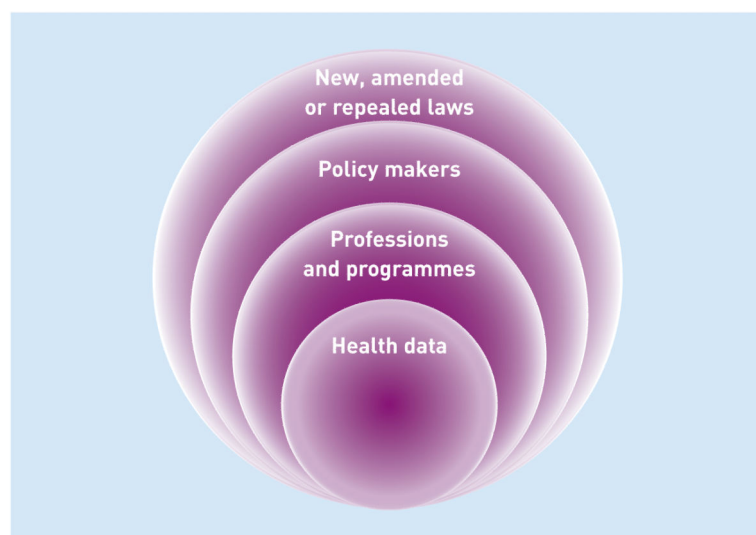 New, amended
or repealed laws
Policy makers
Professions
and programmes
Health data